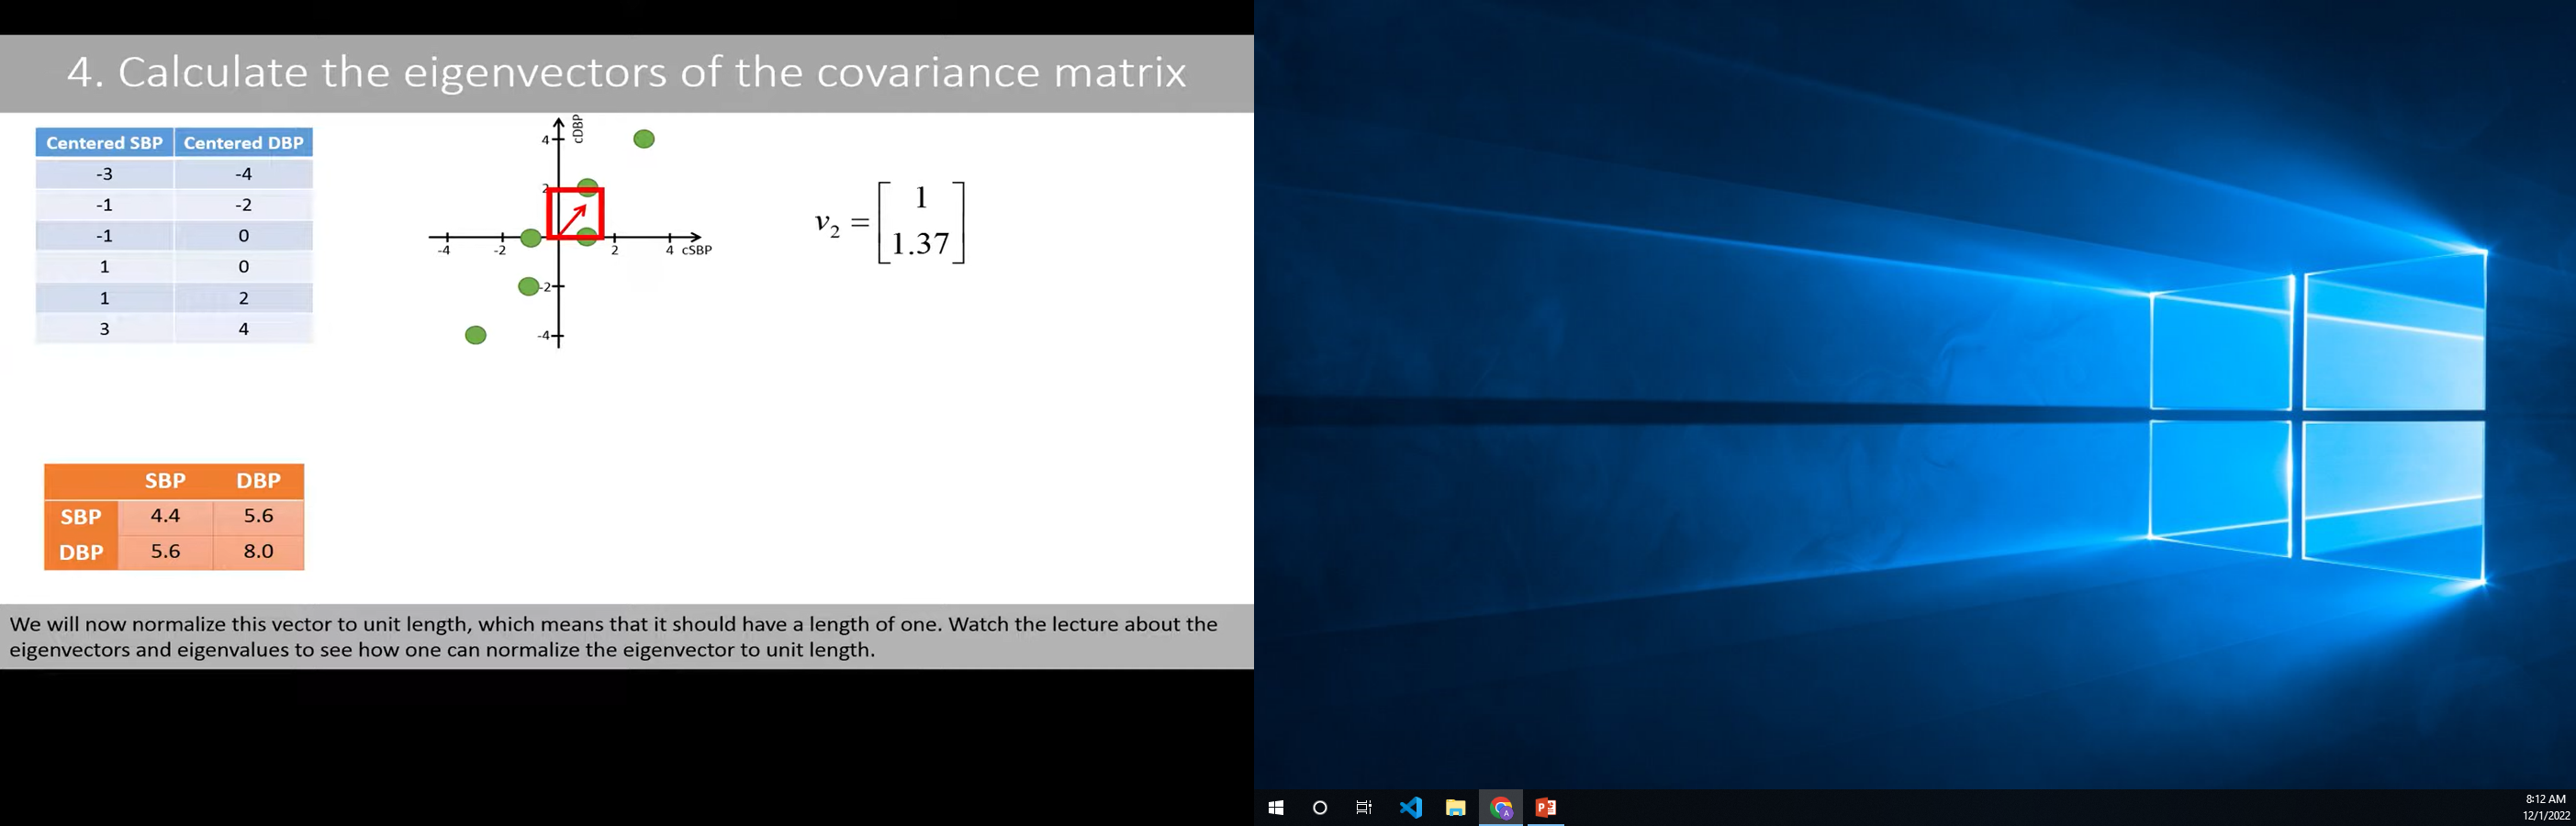 4. Calculate the eigenvectors of the covariance matrix
Centered SBP Centered DBP
-3 -4
-1 -2
-1 0
1 0
1 2
3 4
cDBP
4
2
-4 -2 2 4 cSBP
-2
-4
v2 = [ 1
1.37 ]
SBP DBP
SBP 4.4 5.6
DBP 5.6 8.0
We will now normalize this vector to unit length, which means that it should have a length of one. Watch the lecture about the
eigenvectors and eigenvalues to see how one can normalize the eigenvector to unit length.
A
P
8:12 AM
12/1/2022